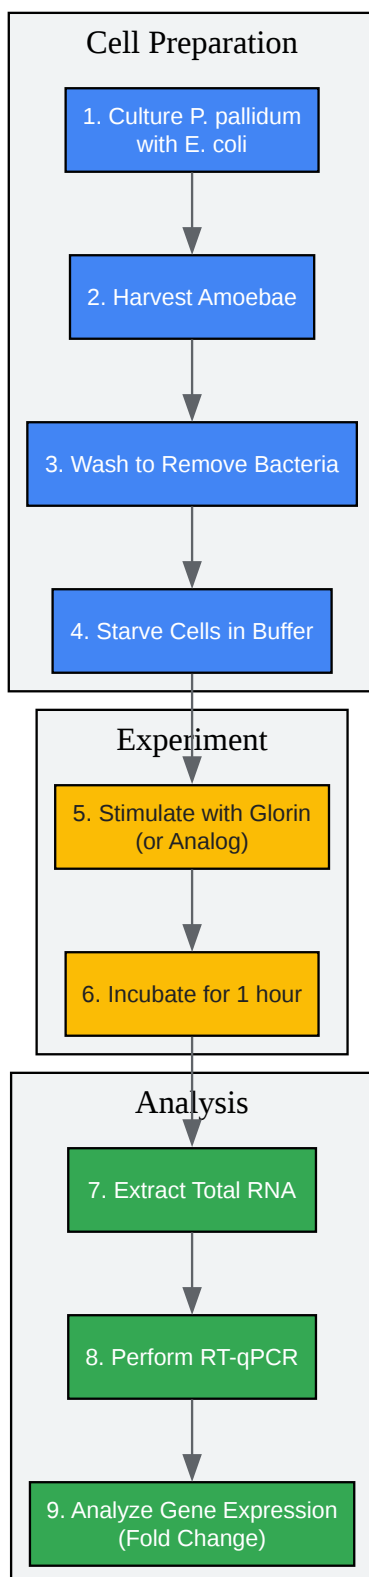 Cell Preparation
1. Culture P. pallidum
with E. coli
2. Harvest Amoebae
3. Wash to Remove Bacteria
4. Starve Cells in Buffer
Experiment
5. Stimulate with Glorin
(or Analog)
6. Incubate for 1 hour
Analysis
7. Extract Total RNA
8. Perform RT-qPCR
9. Analyze Gene Expression
(Fold Change)